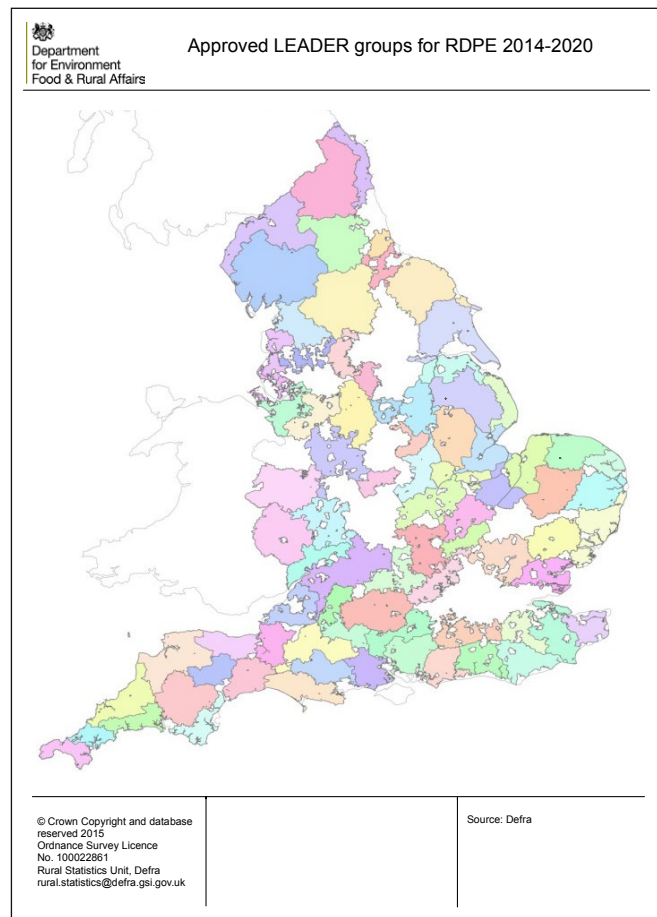 Department
for Environment
Food & Rural Affairs
Approved LEADER groups for RDPE 2014-2020
© Crown Copyright and database
reserved 2015
Ordnance Survey Licence
No. 100022861
Rural Statistics Unit, Defra
rural.statistics@defra.gsi.gov.uk
Source: Defra